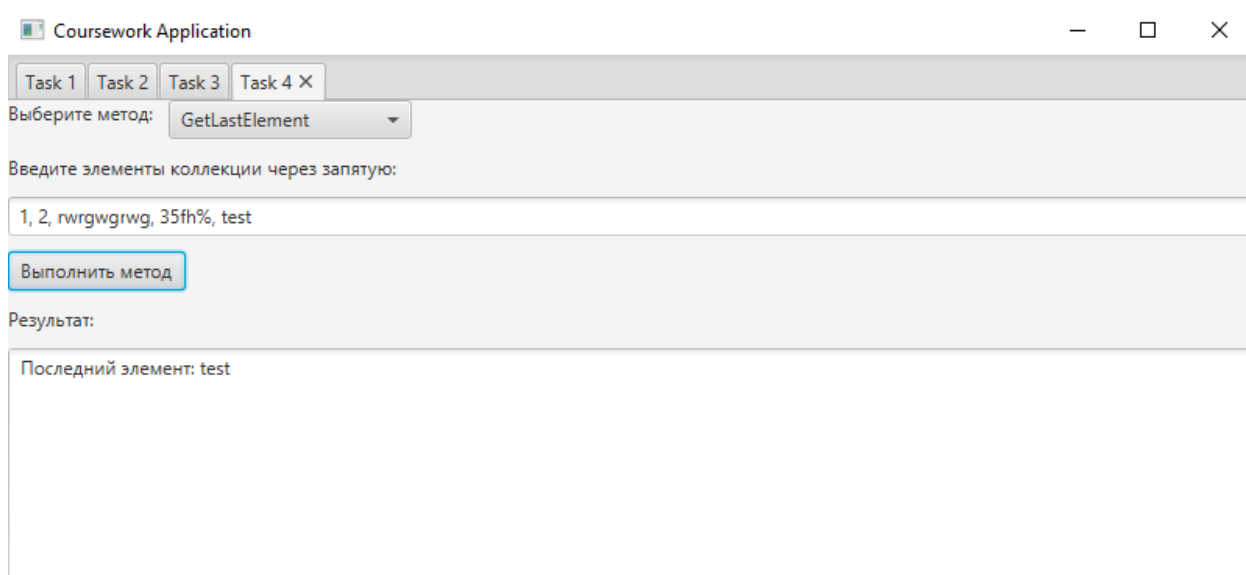 Coursework Application
Task 1 Task 2 Task 3 Task 4
Выберите метод: GetLastElement
Введите элементы коллекции через запятую:
1, 2, rwrgwgrwg, 35fh%, test
Выполнить метод
Результат:
Последний элемент: test